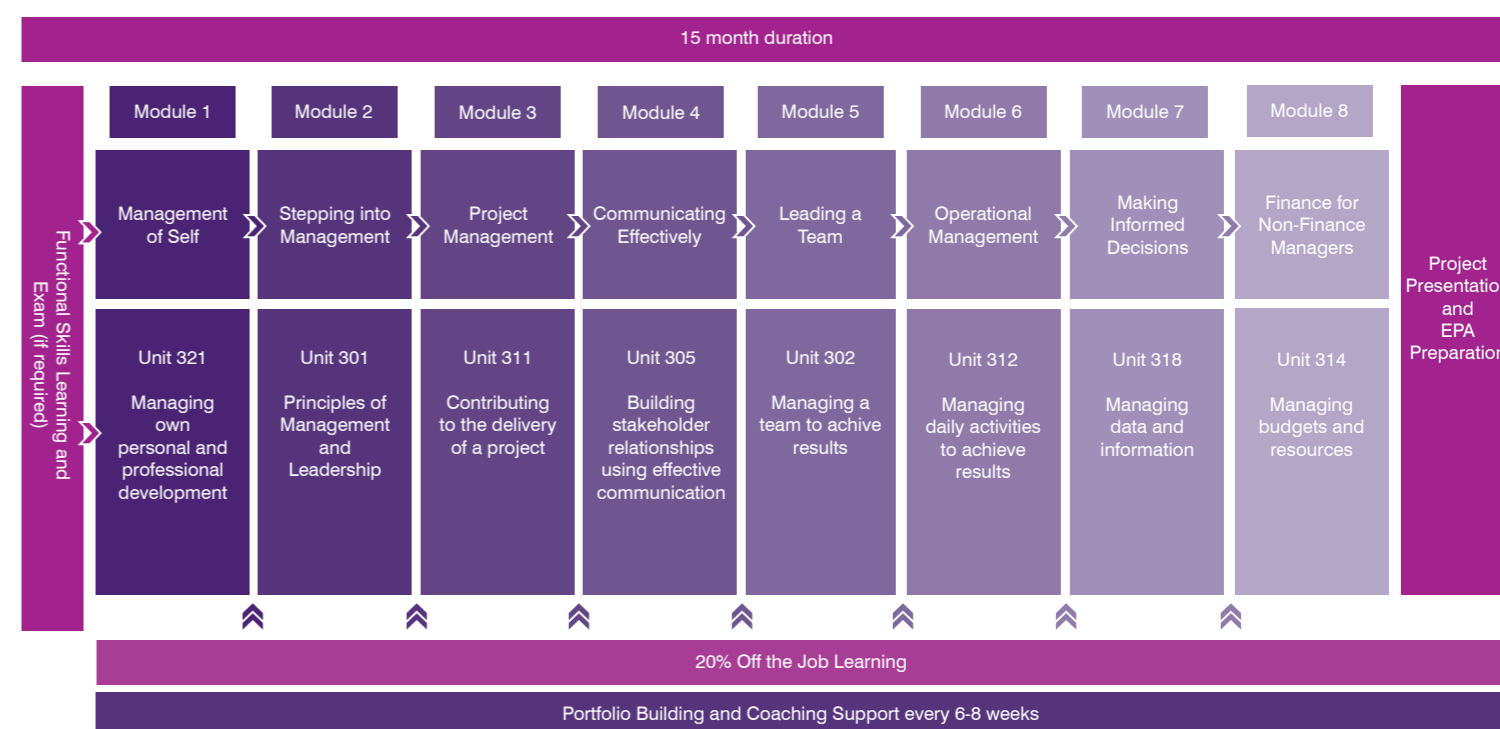 15 month duration
Functional Skills Learning and
Exam (if required)
Module 1
Module 2
Module 3
Module 4
Module 5
Module 6
Module 7
Module 8
Management
of Self
Stepping into
Management
Project
Management
Communicating
Effectively
Leading a
Team
Operational
Management
Making
Informed
Decisions
Finance for
Non-Finance
Managers
Unit 321
Managing
own
personal and
professional
development
Unit 301
Principles of
Management
and
Leadership
Unit 311
Contributing
to the delivery
of a project
Unit 305
Building
stakeholder
relationships
using effective
communication
Unit 302
Managing a
team to achive
results
Unit 312
Managing
daily activities
to achieve
results
Unit 318
Managing
data and
information
Unit 314
Managing
budgets and
resources
Project
Presentation
and
EPA
Preparation
20% Off the Job Learning
Portfolio Building and Coaching Support every 6-8 weeks